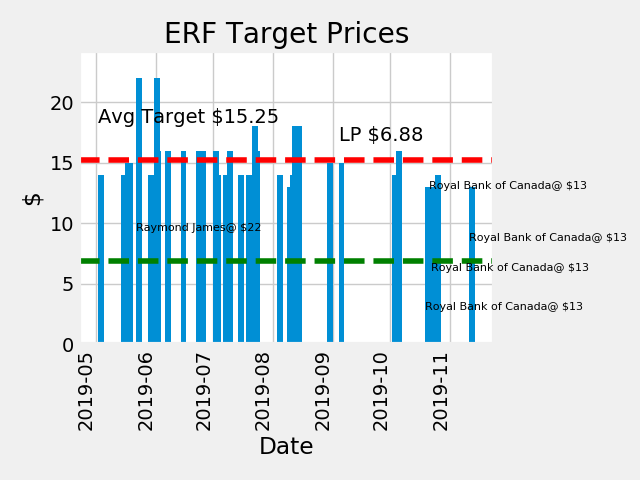 ERF Target Prices
20
15
10
5
0
$
Avg Target $15.25
LP $6.88
Royal Bank of Canada@ $13
Raymond James@ $22
Royal Bank of Canada@ $13
Royal Bank of Canada@ $13
Royal Bank of Canada@ $13
2019-05
2019-06
2019-07
2019-08
2019-09
2019-10
2019-11
Date